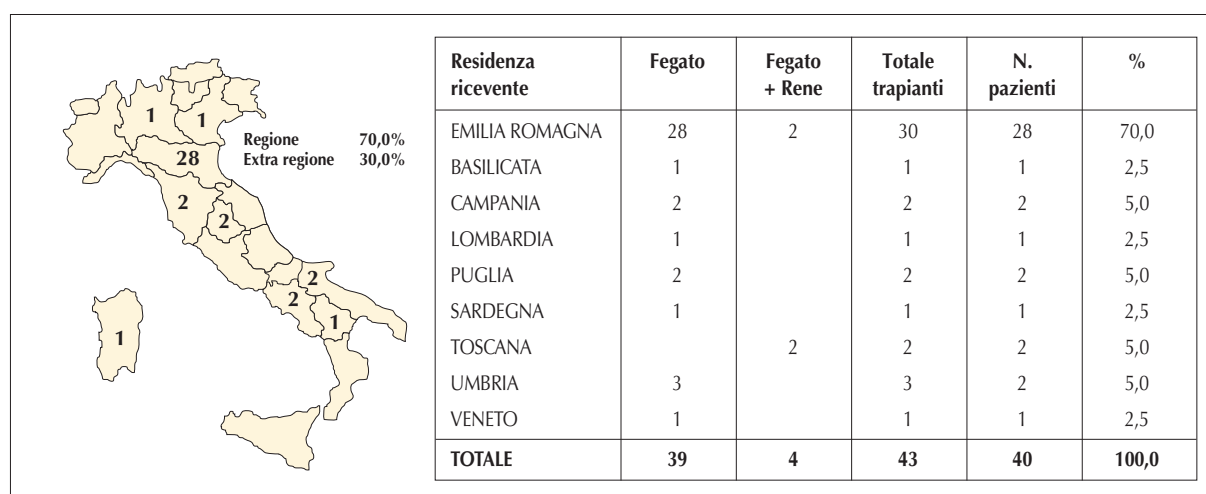 1
1
Regione 70,0%
Extra regione 30,0%
28
2
2
2
2
1
1
Residenza ricevente Fegato Fegato + Rene Totale trapianti N. pazienti %
EMILIA ROMAGNA 28 2 30 28 70,0
BASILICATA 1 1 1 2,5
CAMPANIA 2 2 2 5,0
LOMBARDIA 1 1 1 2,5
PUGLIA 2 2 2 5,0
SARDEGNA 1 1 1 2,5
TOSCANA 2 2 2 5,0
UMBRIA 3 3 2 5,0
VENETO 1 1 1 2,5
TOTALE 39 4 43 40 100,0